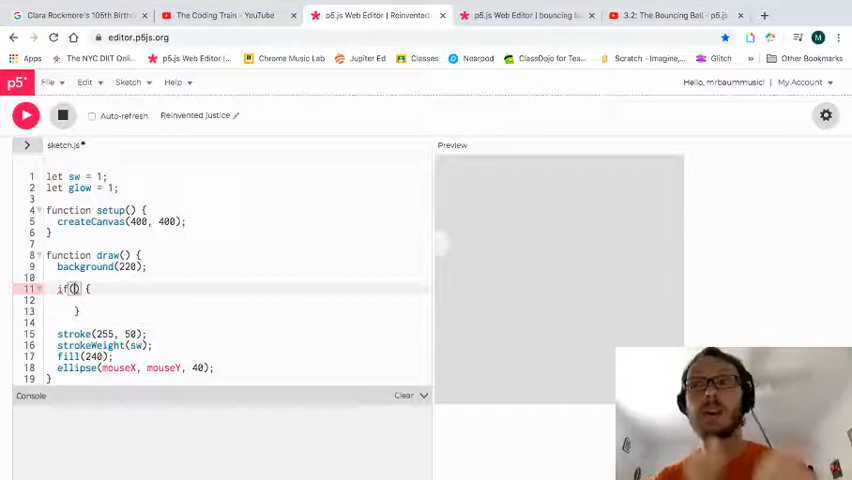 Clara Rockmore's 105th Birthd
The Coding Train - YouTube
p5.js Web Editor | Reinvented
p5.js Web Editor | bouncing ba
3.2: The Bouncing Ball - p5.js
editor.p5js.org
M
Apps
The NYC DIIT Onl...
p5.js Web Editor |...
Chrome Music Lab
Jupiter Ed
Classes
Nearpod
ClassDojo for Tea...
Scratch - Imagine,...
Glitch
Other Bookmarks
p5*
File
Edit
Sketch
Help
Hello, mrbaummusic!
My Account
Auto-refresh
Reinvented justice
sketch.js
Preview
1 let sw = 1;
2 let glow = 1;
3
4 function setup() {
5 createCanvas(400, 400);
6 }
7
8 function draw() {
9 background(220);
10
11 if() {
12
13 }
14
15 stroke(255, 50);
16 strokeWeight(sw);
17 fill(240);
18 ellipse(mouseX, mouseY, 40);
19 }
Console
Clear